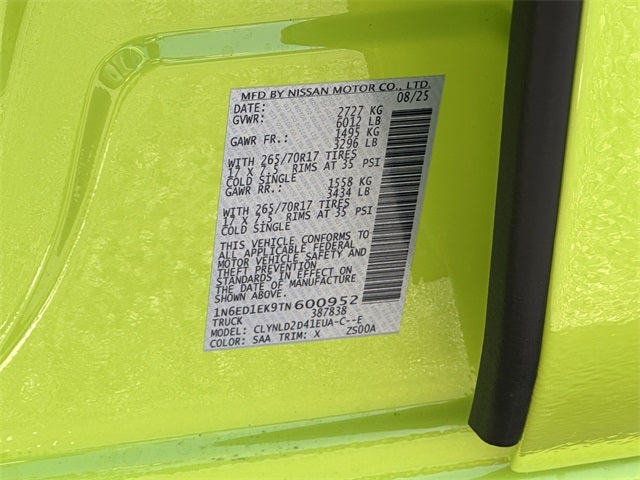 MFD BY NISSAN MOTOR CO., LTD.
DATE: 08/25
GVWR: 2727 KG
6012 LB
GAWR FR.: 1495 KG
3296 LB
WITH 265/70R17 TIRES
17 X 7.5 RIMS AT 35 PSI
COLD SINGLE
GAWR RR.: 1558 KG
3434 LB
WITH 265/70R17 TIRES
17 X 7.5 RIMS AT 35 PSI
COLD SINGLE
THIS VEHICLE CONFORMS TO
ALL APPLICABLE FEDERAL
MOTOR VEHICLE SAFETY AND
THEFT PREVENTION
STANDARDS IN EFFECT ON
THE DATE OF MANUFACTURE
SHOWN ABOVE.
1N6ED1EK9TN600952
TRUCK 387838
MODEL: CLYNLD2D41EUA-C--E
COLOR: SAA TRIM: X ZS00A